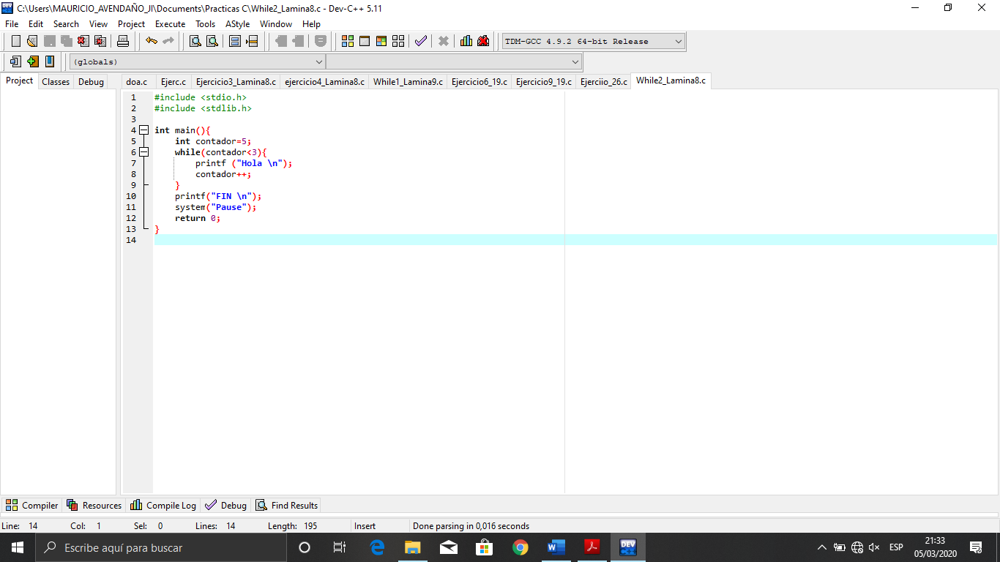 C:\Users\MAURICIO_AVENDAÑO_JI\Documents\Practicas C\While2_Lamina8.c - Dev-C++ 5.11
File Edit Search View Project Execute Tools AStyle Window Help
TDM-GCC 4.9.2 64-bit Release
(globals)
Project Classes Debug doa.c Ejerc.c Ejercicio3_Lamina8.c ejercicio4_Lamina8.c While1_Lamina9.c Ejercicio6_19.c Ejercicio9_19.c Ejerciio_26.c While2_Lamina8.c
1 #include <stdio.h>
2 #include <stdlib.h>
3
4 int main(){
5 int contador=5;
6 while(contador<3){
7 printf ("Hola \n");
8 contador++;
9 }
10 printf("FIN \n");
11 system("Pause");
12 return 0;
13 }
14
Compiler Resources Compile Log Debug Find Results
Line: 14 Col: 1 Sel: 0 Lines: 14 Length: 195 Insert Done parsing in 0,016 seconds
Escribe aquí para buscar
ESP
21:33
05/03/2020